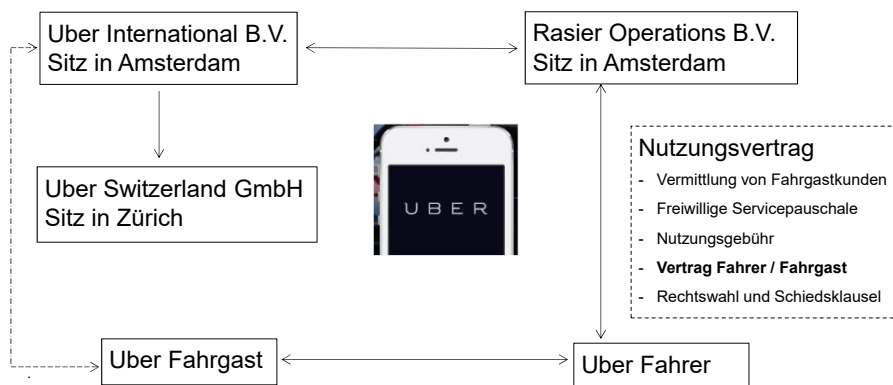 Uber International B.V.
Sitz in Amsterdam
Rasier Operations B.V.
Sitz in Amsterdam
Uber Switzerland GmbH
Sitz in Zürich
UBER
Nutzungsvertrag
- Vermittlung von Fahrgastkunden
- Freiwillige Servicepauschale
- Nutzungsgebühr
- Vertrag Fahrer / Fahrgast
- Rechtswahl und Schiedsklausel
Uber Fahrgast
Uber Fahrer